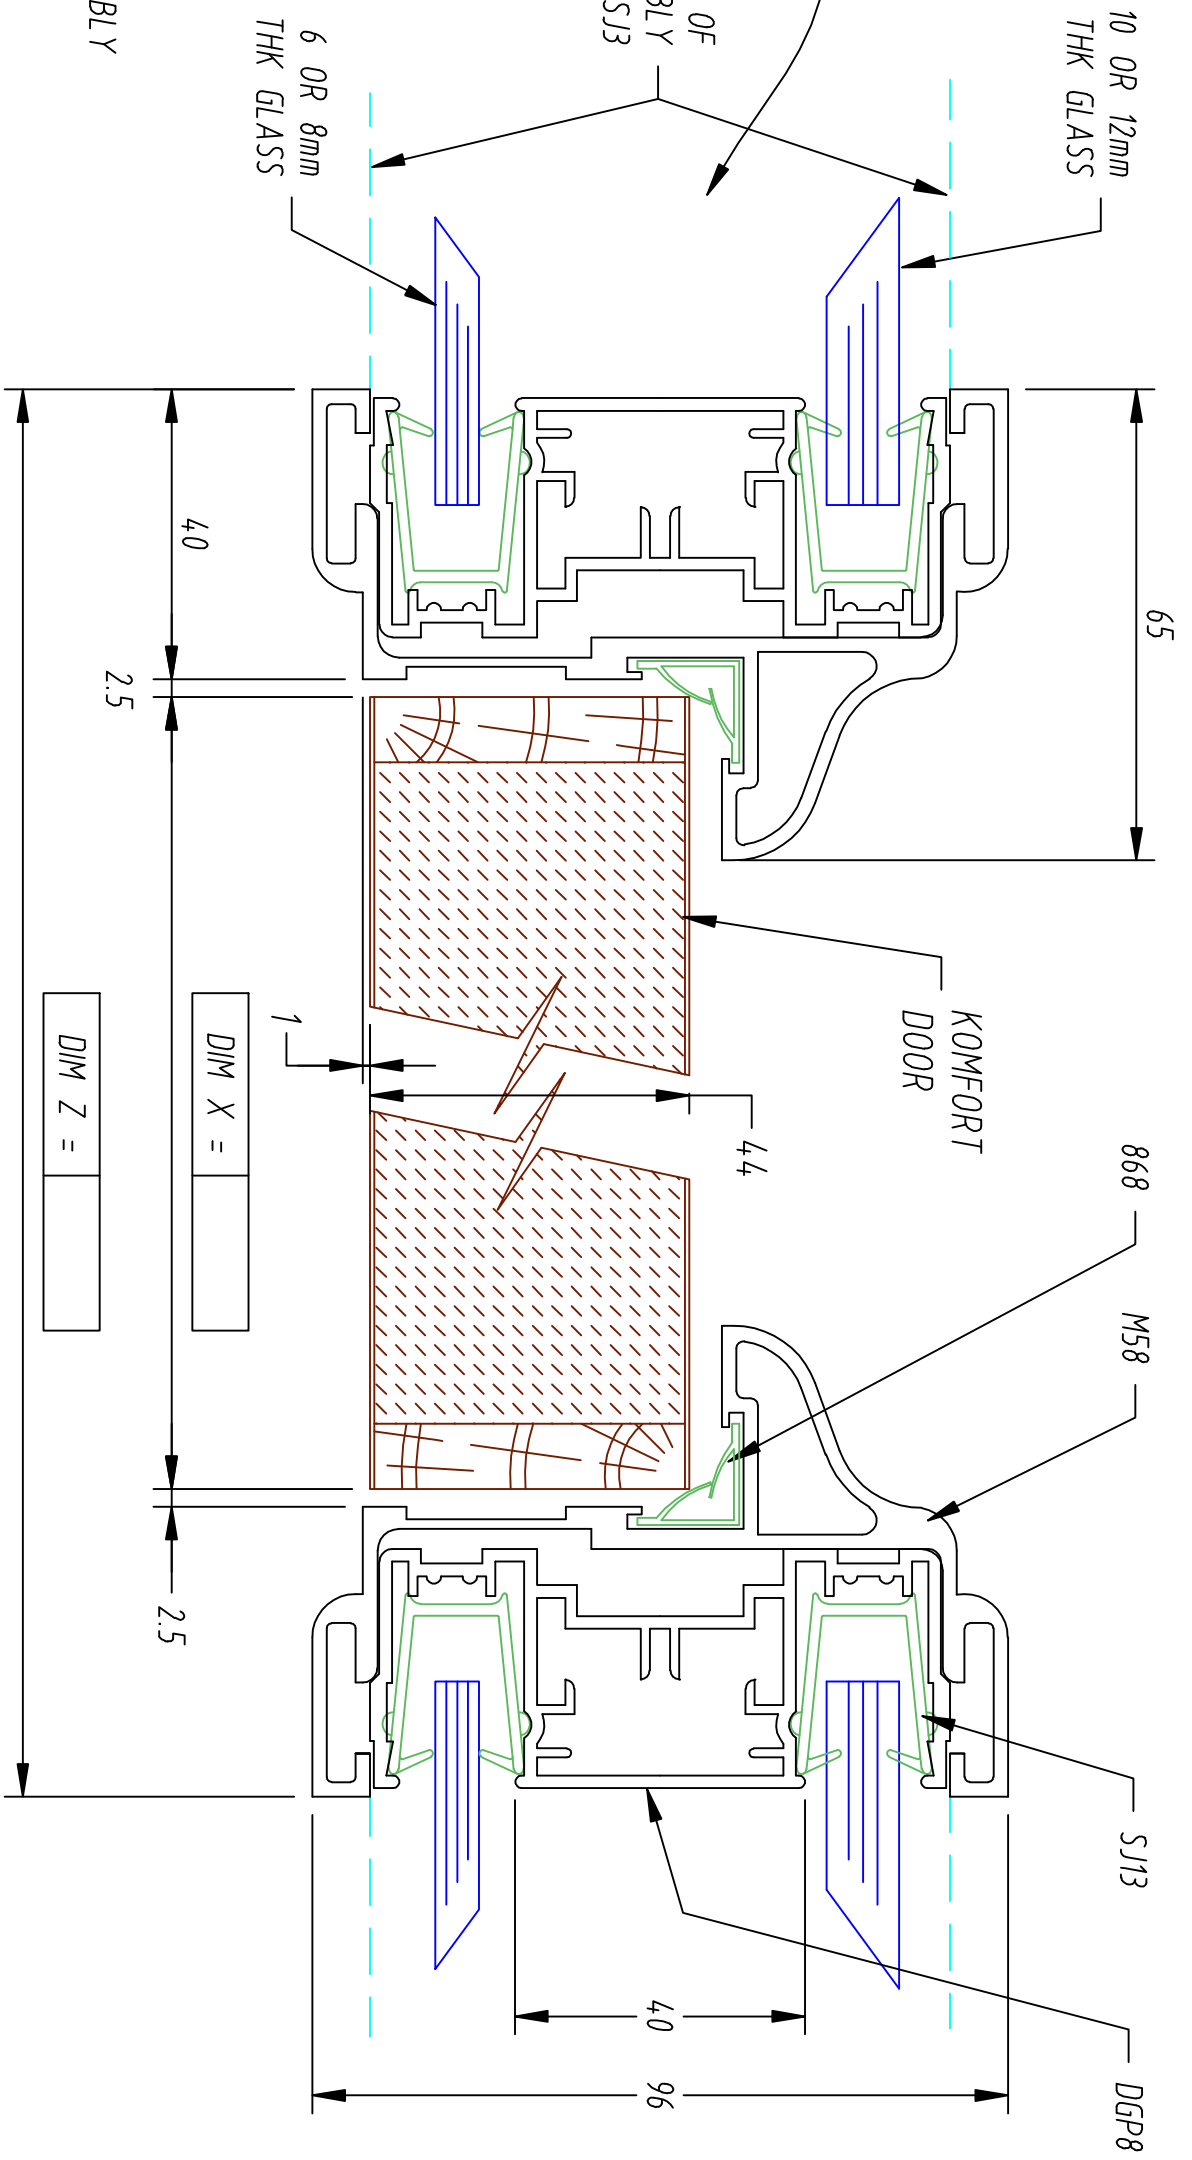 10 OR 12mm
THK GLASS
OF
BLY
SJ3
6 OR 8mm
THK GLASS
BLY
65
40
2.5
KOMFORT
DOOR
868
M58
44
1
DIM X =
DIM Z =
2.5
SJ13
DGP8
40
96